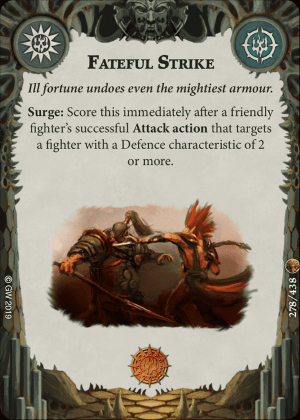 Fateful Strike
Ill fortune undoes even the mightiest armour.
Surge: Score this immediately after a friendly
fighter's successful Attack action that targets
a fighter with a Defence characteristic of 2
or more.
© GW 2019
278/438